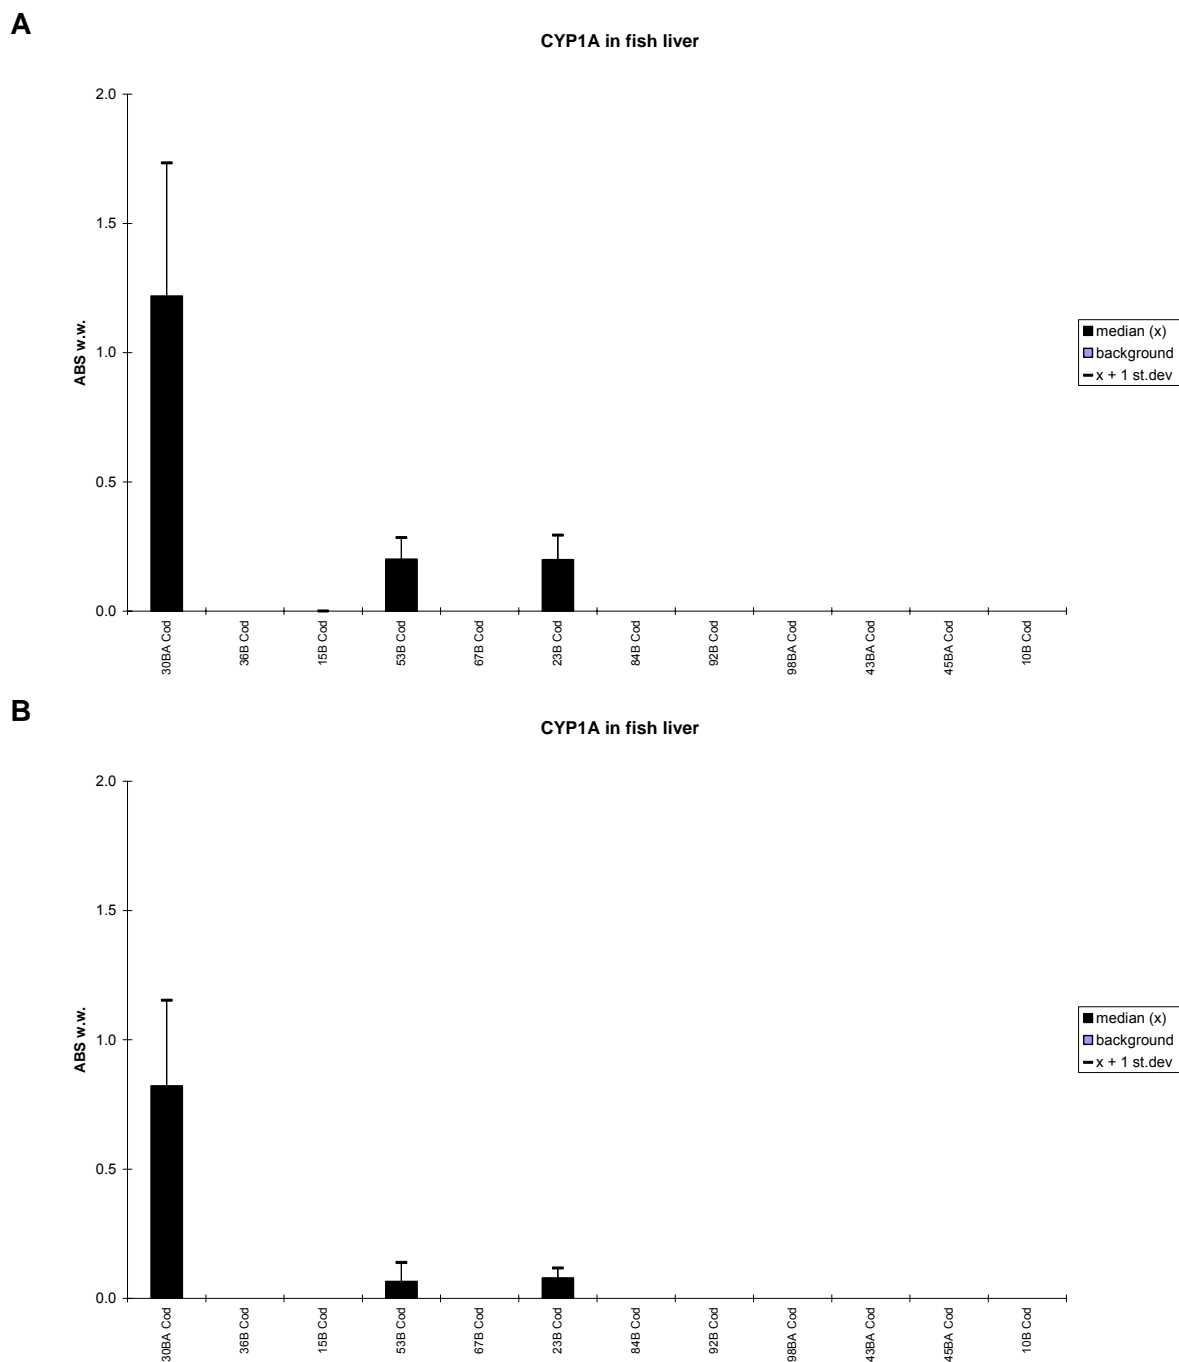 A
CYP1A in fish liver
2.0
1.5
1.0
0.5
0.0
ABS w.w.
30BA Cod
36B Cod
15B Cod
53B Cod
67B Cod
23B Cod
84B Cod
92B Cod
98BA Cod
43BA Cod
45BA Cod
10B Cod
median (x)
background
x + 1 st.dev
B
CYP1A in fish liver
2.0
1.5
1.0
0.5
0.0
ABS w.w.
30BA Cod
36B Cod
15B Cod
53B Cod
67B Cod
23B Cod
84B Cod
92B Cod
98BA Cod
43BA Cod
45BA Cod
10B Cod
median (x)
background
x + 1 st.dev